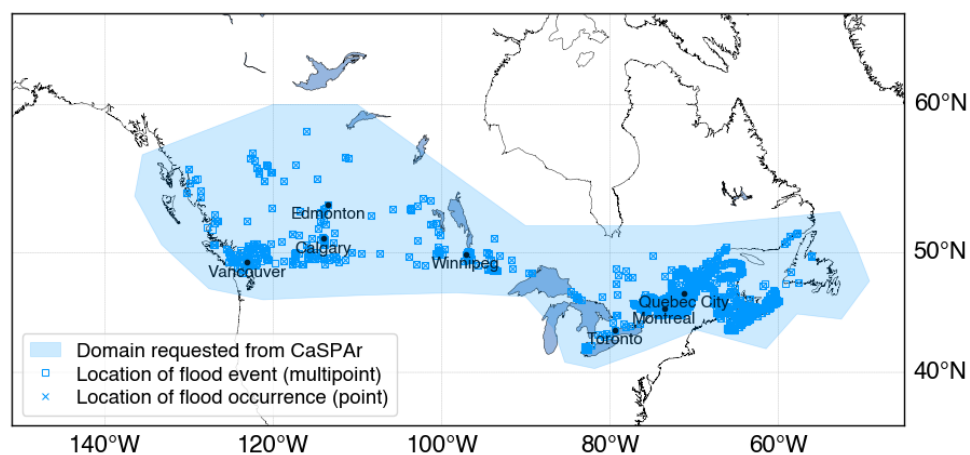 60°N
Edmonton
Calgary
50°N
Vancouver
Winnipeg
Quebec City
Montreal
Toronto
Domain requested from CaSPAr
Location of flood event (multipoint)
Location of flood occurrence (point)
40°N
140°W 120°W 100°W 80°W 60°W